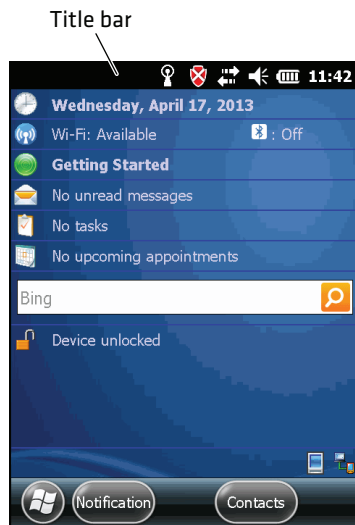 Title bar
11:42
Wednesday, April 17, 2013
Wi-Fi: Available : Off
Getting Started
No unread messages
No tasks
No upcoming appointments
Bing
Device unlocked
Notification Contacts